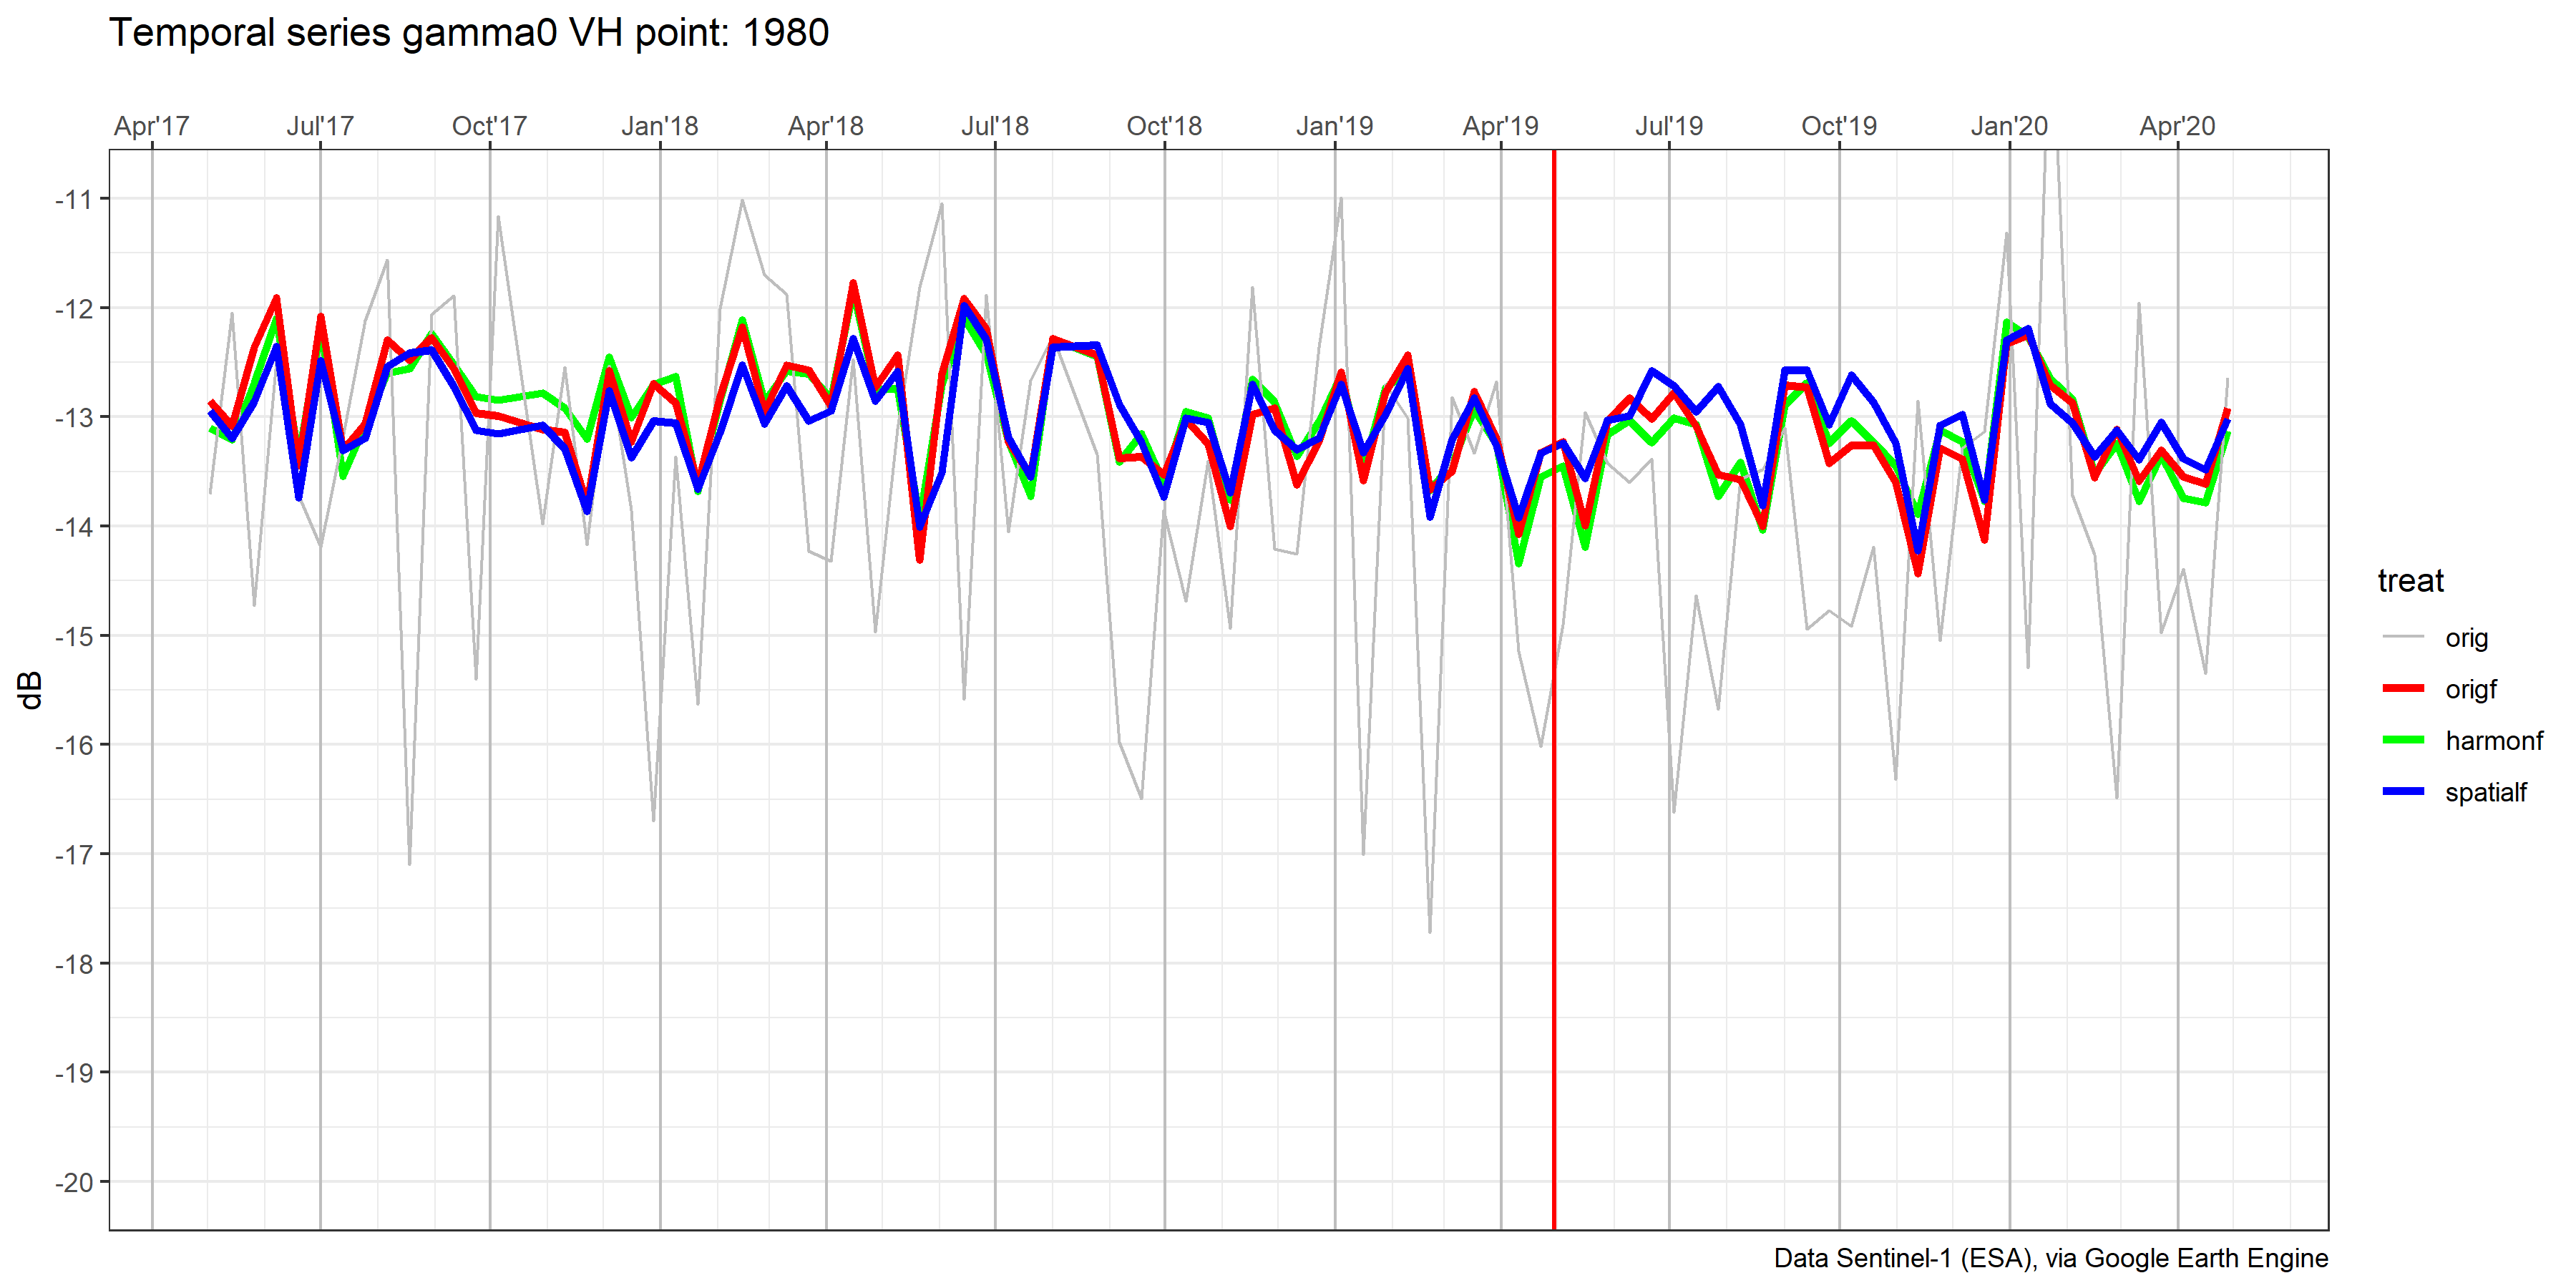 Temporal series gamma0 VH point: 1980
Apr'17 Jul'17 Oct'17 Jan'18 Apr'18 Jul'18 Oct'18 Jan'19 Apr'19 Jul'19 Oct'19 Jan'20 Apr'20
-11
-12
-13
-14
-15
-16
-17
-18
-19
-20
dB
treat
orig
origf
harmonf
spatialf
Data Sentinel-1 (ESA), via Google Earth Engine